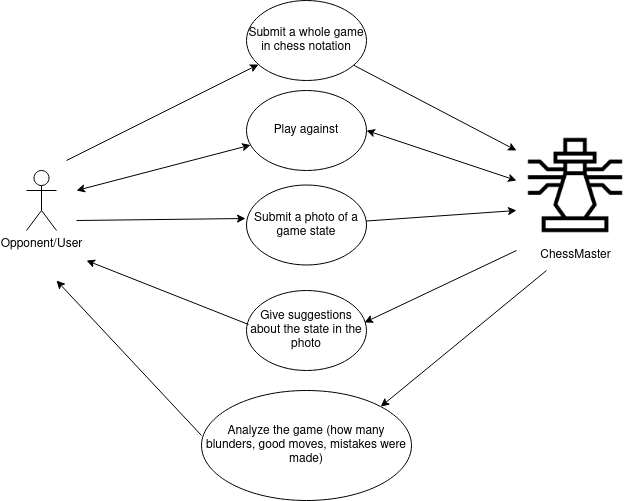 Submit a whole game
in chess notation
Play against
Submit a photo of a
game state
Opponent/User
ChessMaster
Give suggestions
about the state in the
photo
Analyze the game (how many
blunders, good moves, mistakes were
made)